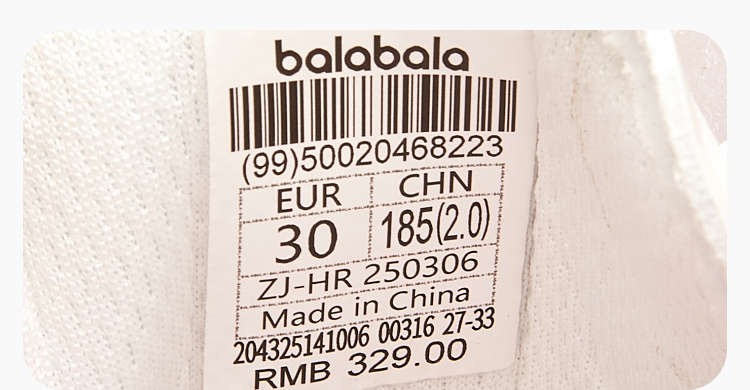 balabala
(99)50020468223
EUR CHN
30 185(2.0)
ZJ-HR 250306
Made in China
204325141006 00316 27-33
RMB 329.00